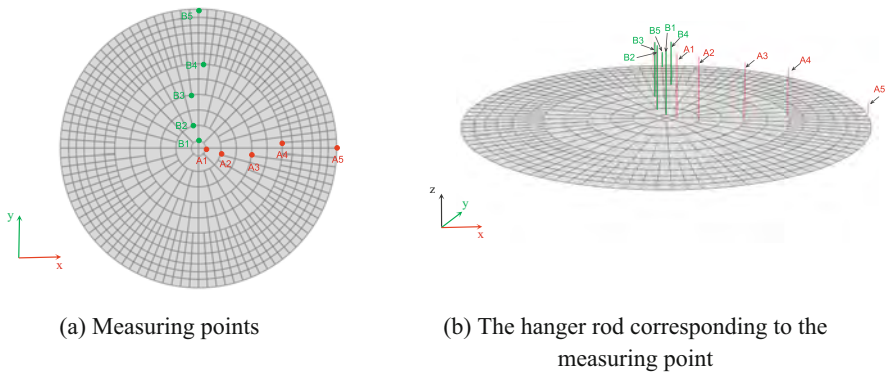 B5
B4
B3
B2
B1
A1
A2
A3
A4
A5
y
x
B5
B1
B3
B4
B2
A1
A2
A3
A4
A5
z
y
x
(a) Measuring points
(b) The hanger rod corresponding to the
measuring point